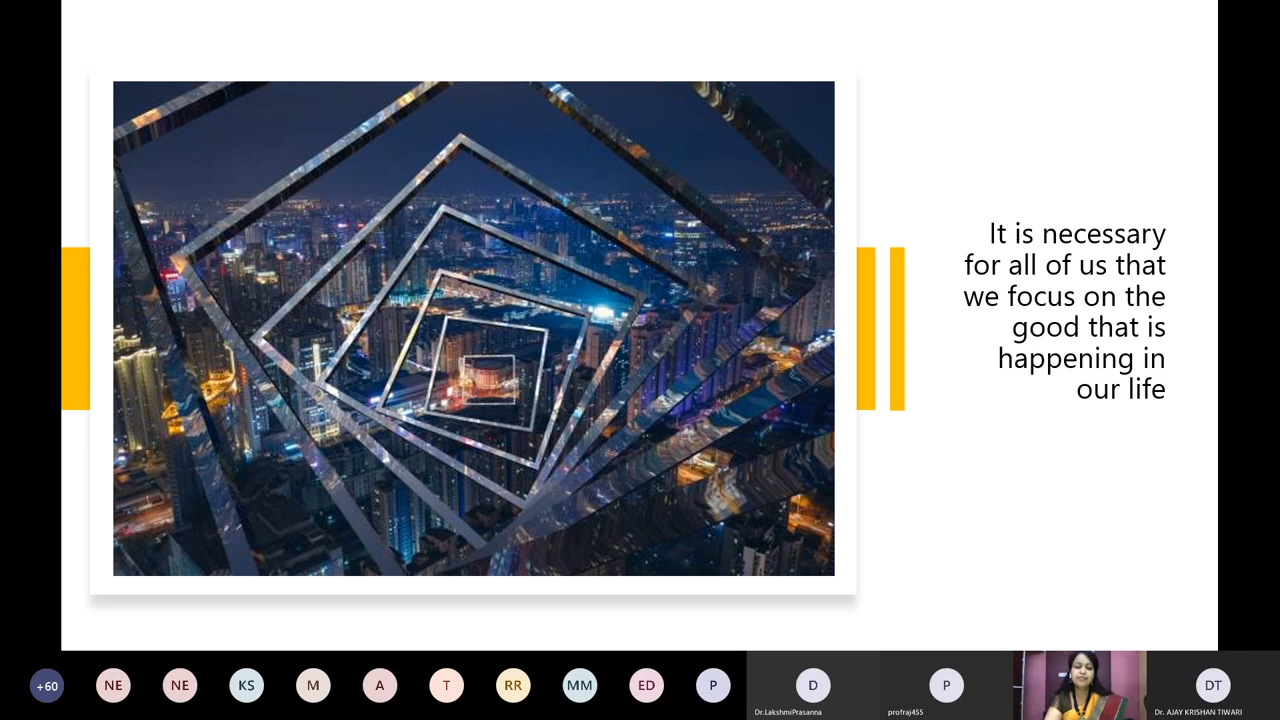 It is necessary
for all of us that
we focus on the
good that is
happening in
our life
+60
NE
NE
KS
M
A
T
RR
MM
ED
P
D
P
DT
Dr.LakshmiPrasanna
profraj455
Dr. AJAY KRISHAN TIWARI